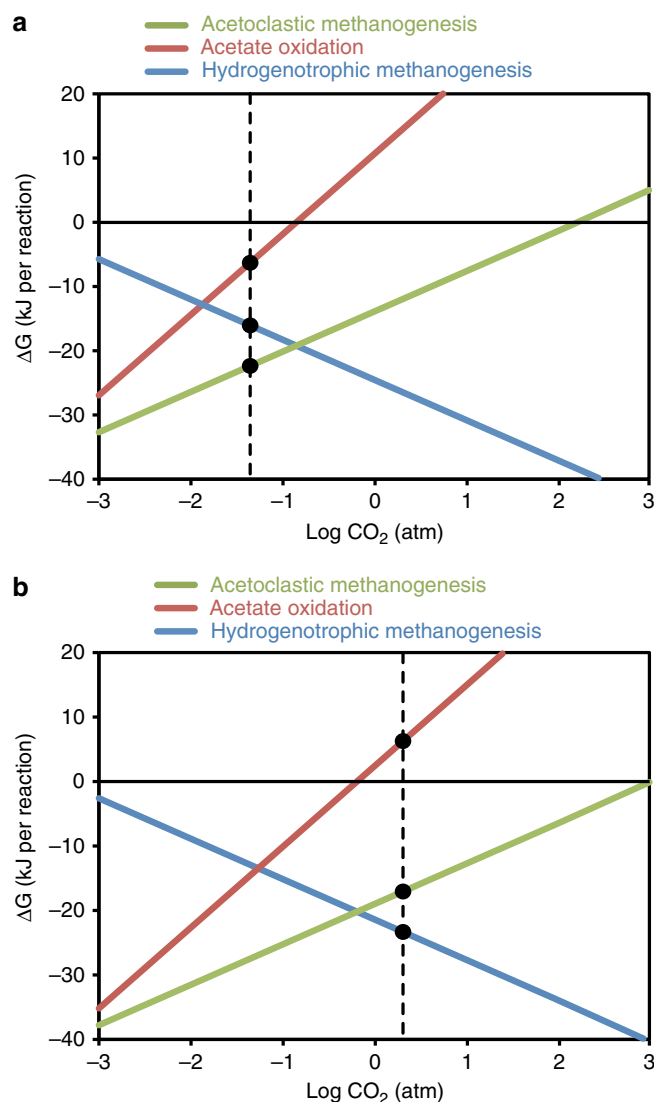 a
Acetoclastic methanogenesis
Acetate oxidation
Hydrogenotrophic methanogenesis
20
10
0
–10
–20
–30
–40
ΔG (kJ per reaction)
–3 –2 –1 0 1 2 3
Log CO₂ (atm)
b
Acetoclastic methanogenesis
Acetate oxidation
Hydrogenotrophic methanogenesis
20
10
0
–10
–20
–30
–40
ΔG (kJ per reaction)
–3 –2 –1 0 1 2 3
Log CO₂ (atm)